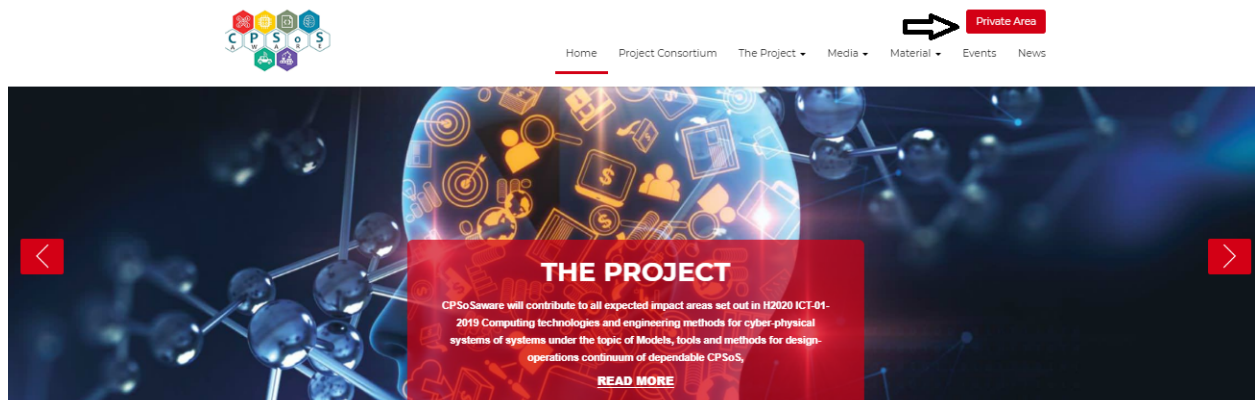 C P S o S
A W A R E
Private Area
Home Project Consortium The Project Media Material Events News
THE PROJECT
CPSoSaware will contribute to all expected impact areas set out in H2020 ICT-01-
2019 Computing technologies and engineering methods for cyber-physical
systems of systems under the topic of Models, tools and methods for design-
operations continuum of dependable CPSoS,
READ MORE